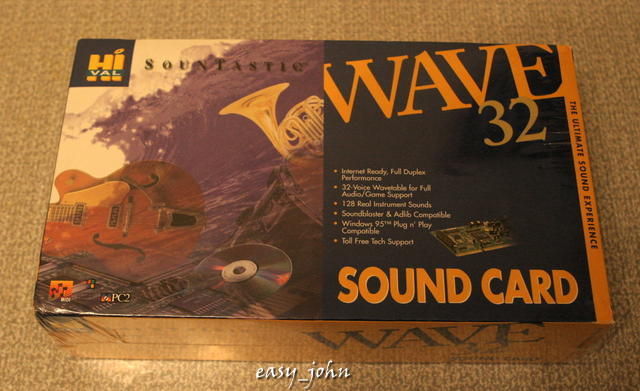 Hi
VAL
SOUNTASTIC
WAVE
32
THE ULTIMATE SOUND EXPERIENCE
• Internet Ready, Full Duplex
Performance
• 32-Voice Wavetable for Full
Audio/Game Support
• 128 Real Instrument Sounds
• Soundblaster & Adlib Compatible
• Windows 95™ Plug n' Play
Compatible
• Toll Free Tech Support
SOUND CARD
MIDI
PC2
WAVE
32
easy_john